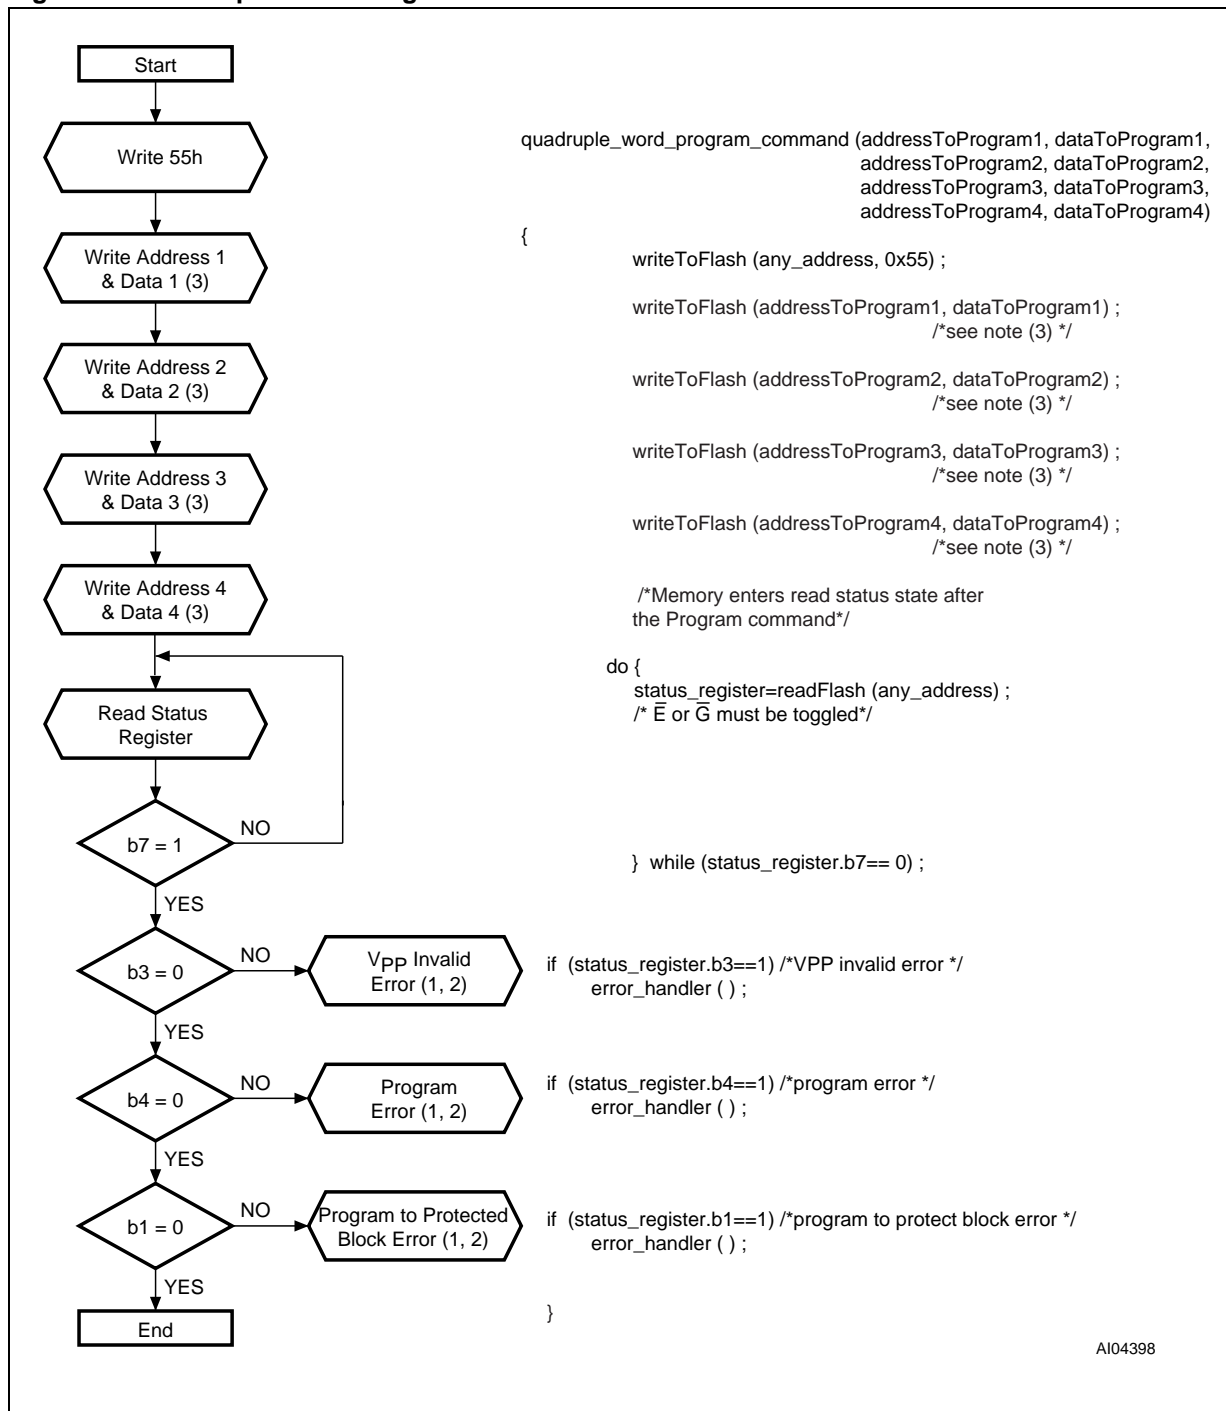 Start
Write 55h
Write Address 1
& Data 1 (3)
Write Address 2
& Data 2 (3)
Write Address 3
& Data 3 (3)
Write Address 4
& Data 4 (3)
Read Status
Register
b7 = 1
NO
YES
b3 = 0
NO
VPP Invalid
Error (1, 2)
YES
b4 = 0
NO
Program
Error (1, 2)
YES
b1 = 0
NO
Program to Protected
Block Error (1, 2)
YES
End
quadruple_word_program_command (addressToProgram1, dataToProgram1,
addressToProgram2, dataToProgram2,
addressToProgram3, dataToProgram3,
addressToProgram4, dataToProgram4)
{
writeToFlash (any_address, 0x55) ;
writeToFlash (addressToProgram1, dataToProgram1) ;
/*see note (3) */
writeToFlash (addressToProgram2, dataToProgram2) ;
/*see note (3) */
writeToFlash (addressToProgram3, dataToProgram3) ;
/*see note (3) */
writeToFlash (addressToProgram4, dataToProgram4) ;
/*see note (3) */
/*Memory enters read status state after
the Program command*/
do {
status_register=readFlash (any_address) ;
/* E̅ or G̅ must be toggled*/
} while (status_register.b7== 0) ;
if (status_register.b3==1) /*VPP invalid error */
error_handler ( ) ;
if (status_register.b4==1) /*program error */
error_handler ( ) ;
if (status_register.b1==1) /*program to protect block error */
error_handler ( ) ;
}
AI04398